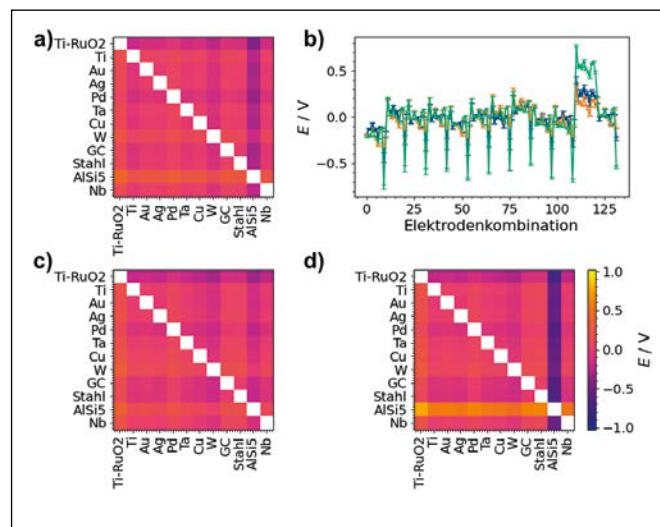 a)
Ti-RuO2
Ti
Au
Ag
Pd
Ta
Cu
W
GC
Stahl
AlSi5
Nb
Ti-RuO2
Ti
Au
Ag
Pd
Ta
Cu
W
GC
Stahl
AlSi5
Nb
b)
E / V
0.5
0.0
−0.5
0
25
50
75
100
125
Elektrodenkombination
c)
Ti-RuO2
Ti
Au
Ag
Pd
Ta
Cu
W
GC
Stahl
AlSi5
Nb
Ti-RuO2
Ti
Au
Ag
Pd
Ta
Cu
W
GC
Stahl
AlSi5
Nb
d)
Ti-RuO2
Ti
Au
Ag
Pd
Ta
Cu
W
GC
Stahl
AlSi5
Nb
Ti-RuO2
Ti
Au
Ag
Pd
Ta
Cu
W
GC
Stahl
AlSi5
Nb
1.0
0.5
0.0
−0.5
−1.0
E / V